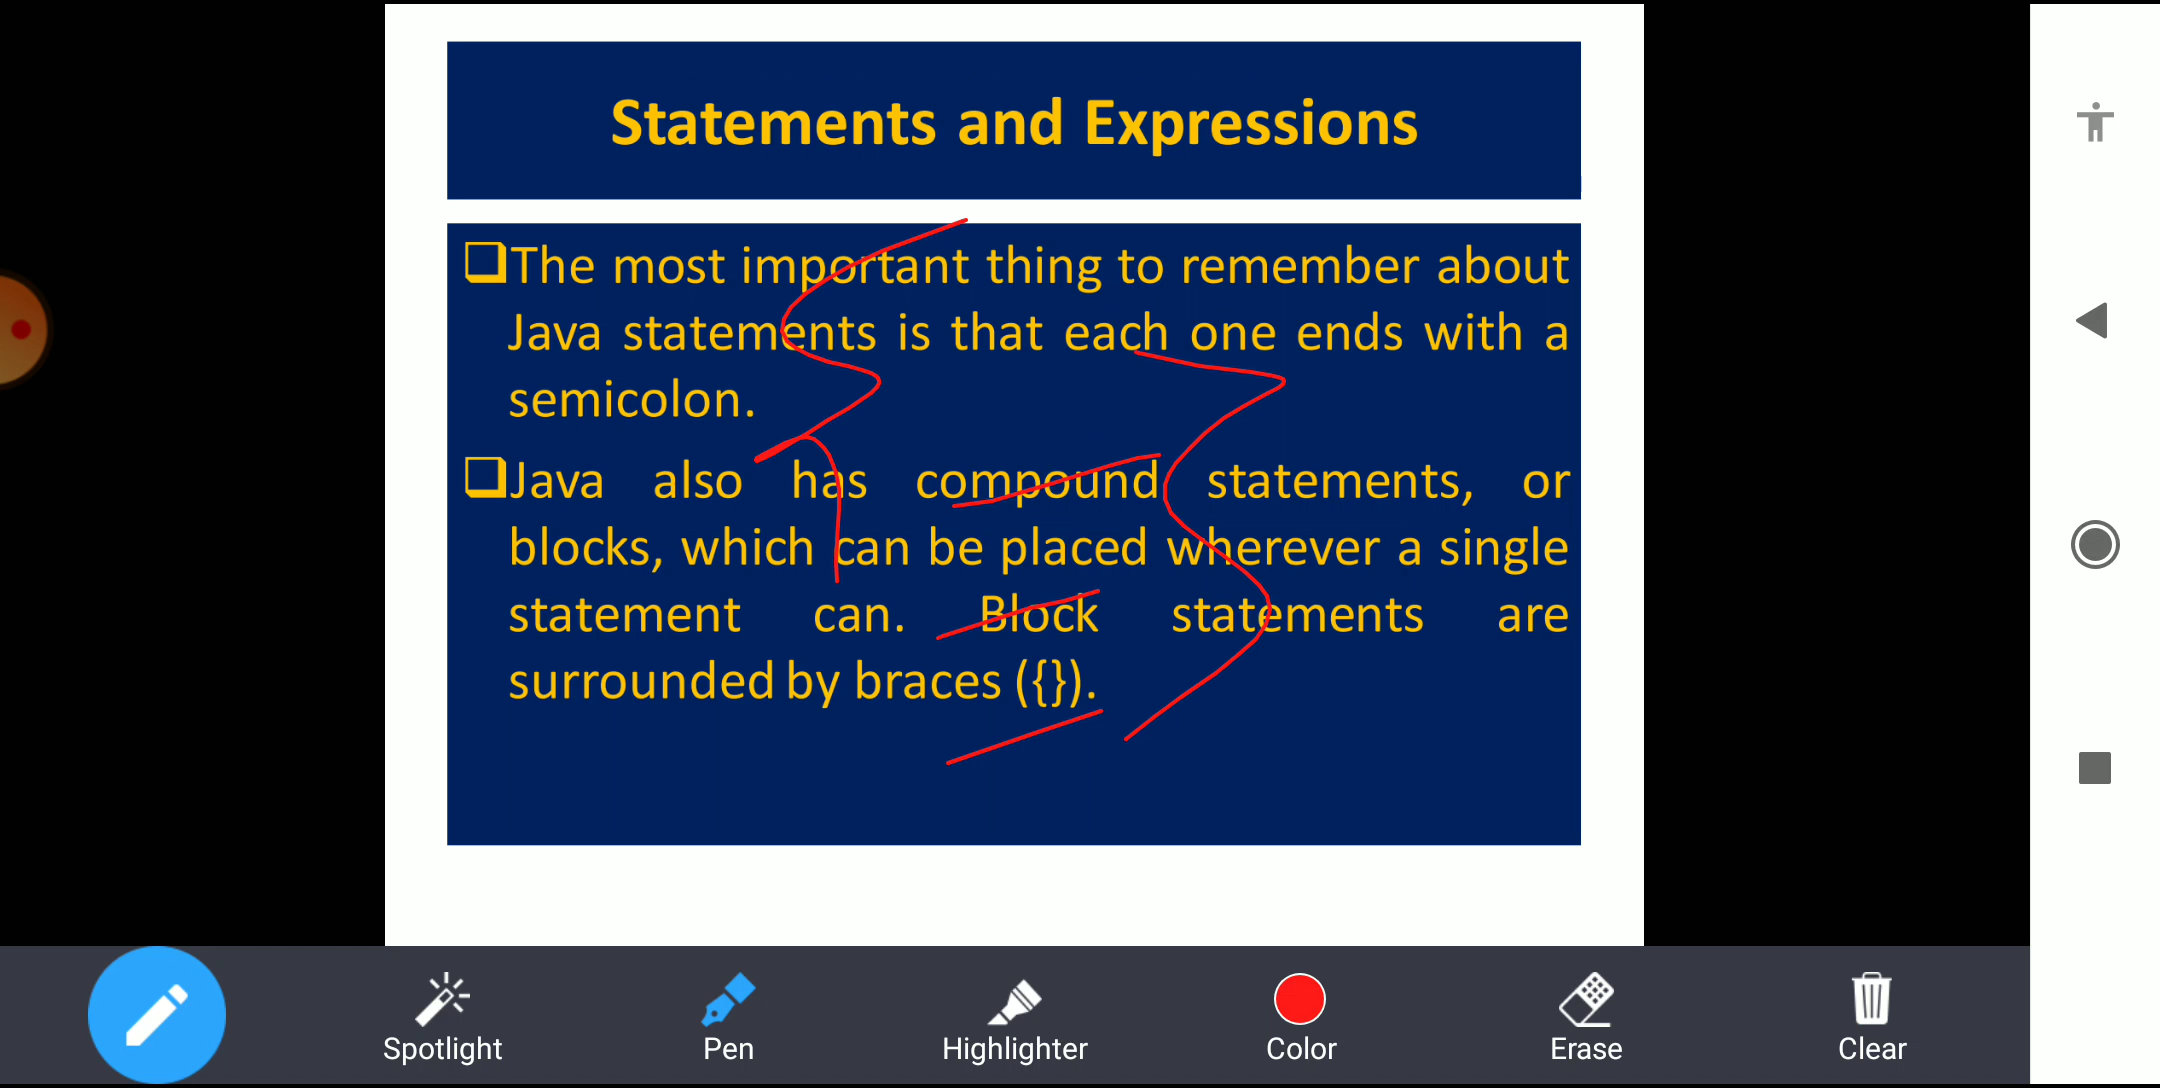 Statements and Expressions
The most important thing to remember about
Java statements is that each one ends with a
semicolon.
Java also has compound statements, or
blocks, which can be placed wherever a single
statement can. Block statements are
surrounded by braces ({}).
Spotlight Pen Highlighter Color Erase Clear